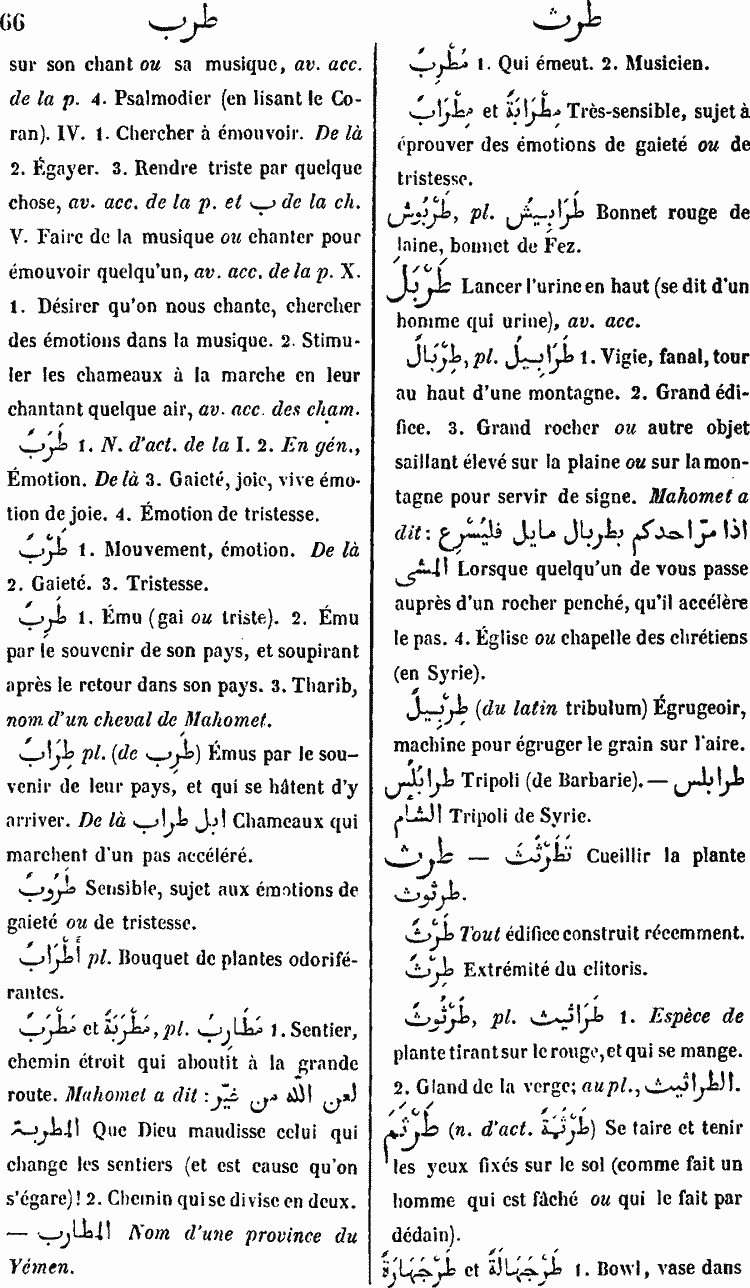 66
طرب
طرث
sur son chant ou sa musique, av. acc.
de la p. 4. Psalmodier (en lisant le Co-
ran). IV. 1. Chercher à émouvoir. De là
2. Égayer. 3. Rendre triste par quelque
chose, av. acc. de la p. et ب de la ch.
V. Faire de la musique ou chanter pour
émouvoir quelqu'un, av. acc. de la p. X.
1. Désirer qu'on nous chante, chercher
des émotions dans la musique. 2. Stimu-
ler les chameaux à la marche en leur
chantant quelque air, av. acc. des cham.
طَرَبٌ 1. N. d'act. de la I. 2. En gén.,
Émotion. De là 3. Gaieté, joie, vive émo-
tion de joie. 4. Émotion de tristesse.
طَرْبٌ 1. Mouvement, émotion. De là
2. Gaieté. 3. Tristesse.
طَرِبٌ 1. Ému (gai ou triste). 2. Ému
par le souvenir de son pays, et soupirant
après le retour dans son pays. 3. Tharib,
nom d'un cheval de Mahomet.
طِرَابٌ pl. (de طَرِب) Émus par le sou-
venir de leur pays, et qui se hâtent d'y
arriver. De là ابل طراب Chameaux qui
marchent d'un pas accéléré.
طَرُوبٌ Sensible, sujet aux émotions de
gaieté ou de tristesse.
أَطْرَابٌ pl. Bouquet de plantes odorifé-
rantes.
مَطْرَبٌ et مَطْرَبَةٌ, pl. مَطَارِبُ 1. Sentier,
chemin étroit qui aboutit à la grande
route. Mahomet a dit : لعن الله من غيّر
المطربة Que Dieu maudisse celui qui
change les sentiers (et est cause qu'on
s'égare)! 2. Chemin qui se divise en deux.
— المطارب Nom d'une province du
Yémen.
مُطْرِبٌ 1. Qui émeut. 2. Musicien.
مِطْرَابٌ et مِطْرَابَةٌ Très-sensible, sujet à
éprouver des émotions de gaieté ou de
tristesse.
طَرْبُوش, pl. طَرَابِيشُ Bonnet rouge de
laine, bonnet de Fez.
طَرْبَلَ Lancer l'urine en haut (se dit d'un
homme qui urine), av. acc.
طِرْبَالٌ, pl. طَرَابِيلُ 1. Vigie, fanal, tour
au haut d'une montagne. 2. Grand édi-
fice. 3. Grand rocher ou autre objet
saillant élevé sur la plaine ou sur la mon-
tagne pour servir de signe. Mahomet a
dit : اذا مرّ احدكم بطربال مايل فليُسْرِع
المشى Lorsque quelqu'un de vous passe
auprès d'un rocher penché, qu'il accélère
le pas. 4. Église ou chapelle des chrétiens
(en Syrie).
طِرْبِيلٌ (du latin tribulum) Égrugeoir,
machine pour égruger le grain sur l'aire.
طرابُلُس Tripoli (de Barbarie). — طرابلس
الشأم Tripoli de Syrie.
طرث — تَطَرْثَثَ Cueillir la plante
طرثوث.
طَرْثٌ Tout édifice construit récemment.
طِرْثٌ Extrémité du clitoris.
طُرْثُوثٌ, pl. طَرَاثيث 1. Espèce de
plante tirant sur le rouge, et qui se mange.
2. Gland de la verge; au pl., الطراثيث.
طَرْثَمَ (n. d'act. طَرْثَمَةٌ) Se taire et tenir
les yeux fixés sur le sol (comme fait un
homme qui est fâché ou qui le fait par
dédain).
طَرْجَهَارَةٌ et طَرْجَهَالَةٌ 1. Bowl, vase dans